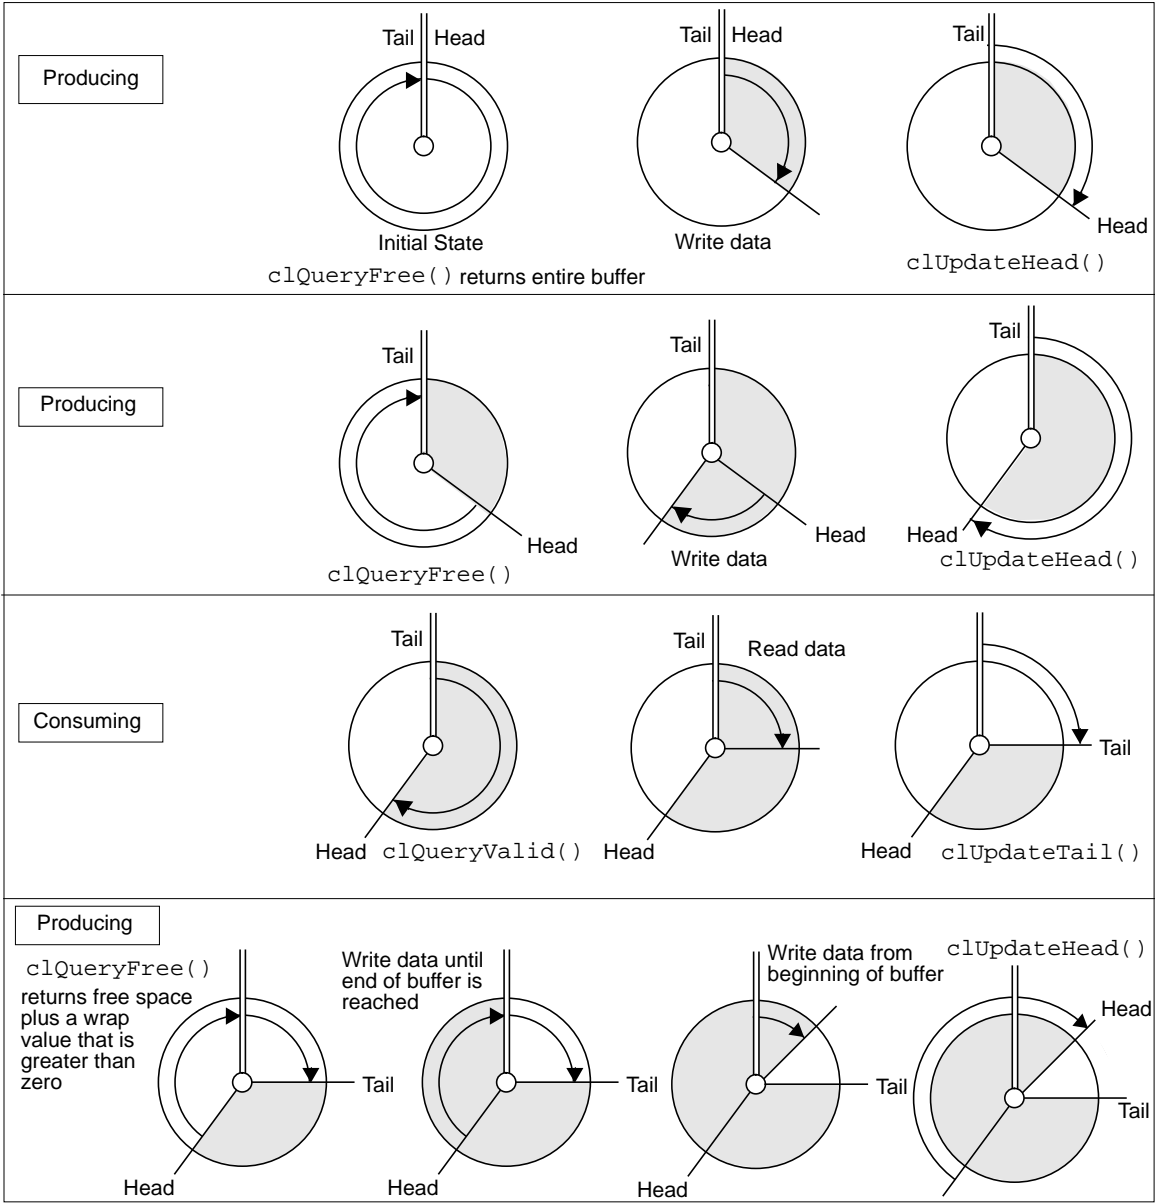 Producing
Tail Head
Tail Head
Tail
Head
Initial State
Write data
clUpdateHead()
clQueryFree() returns entire buffer
Producing
Tail
Tail
Tail
Head
Head
Head
clQueryFree()
Write data
clUpdateHead()
Consuming
Tail
Tail
Read data
Tail
Head clQueryValid()
Head
Head clUpdateTail()
Producing
clQueryFree()
returns free space
plus a wrap
value that is
greater than
zero
Tail
Head
Write data until
end of buffer is
reached
Tail
Head
Write data from
beginning of buffer
Tail
Head
clUpdateHead()
Head
Tail